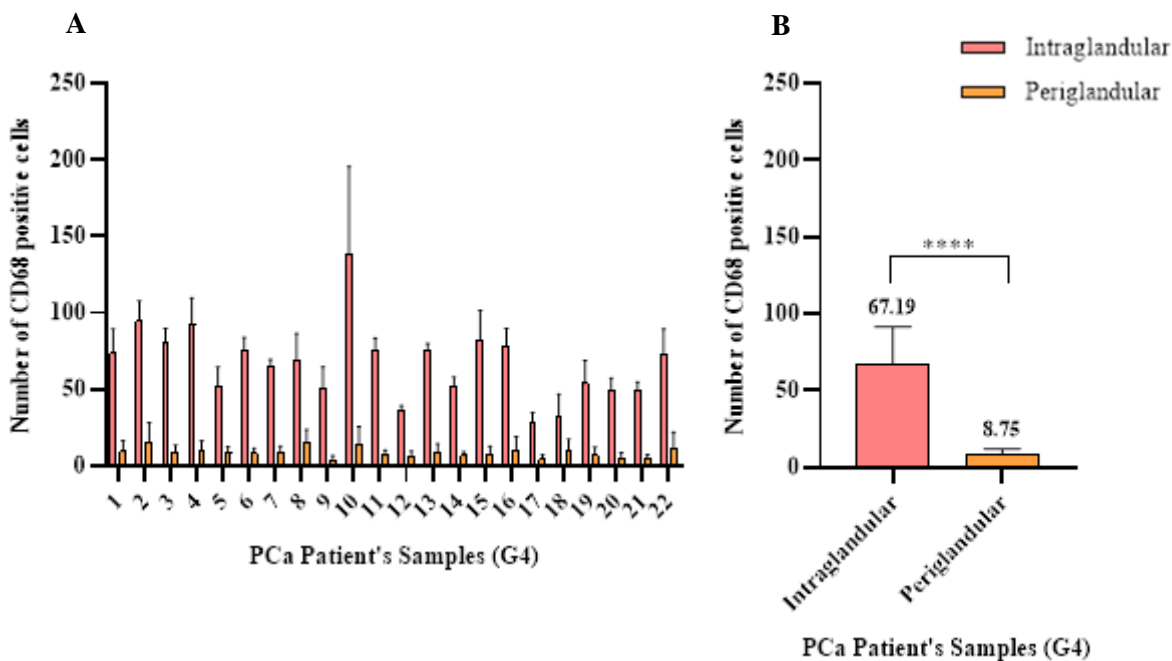 A
Number of CD68 positive cells
250
200
150
100
50
0
1 2 3 4 5 6 7 8 9 10 11 12 13 14 15 16 17 18 19 20 21 22
PCa Patient's Samples (G4)
B
Intraglandular
Periglandular
Number of CD68 positive cells
250
200
150
100
50
0
****
67.19
8.75
Intraglandular
Periglandular
PCa Patient's Samples (G4)